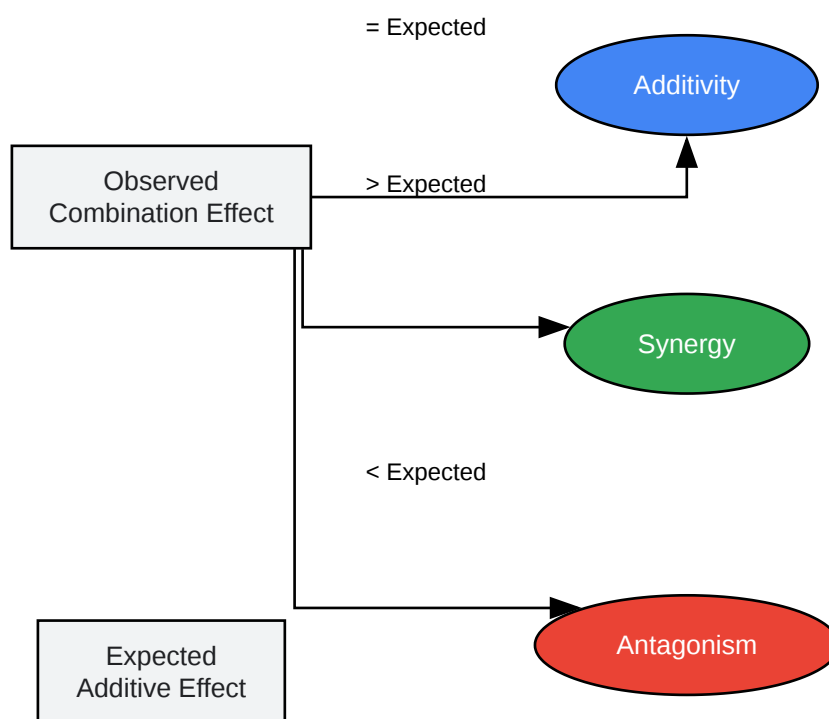 = Expected
Additivity
Observed
Combination Effect
> Expected
Synergy
< Expected
Expected
Additive Effect
Antagonism